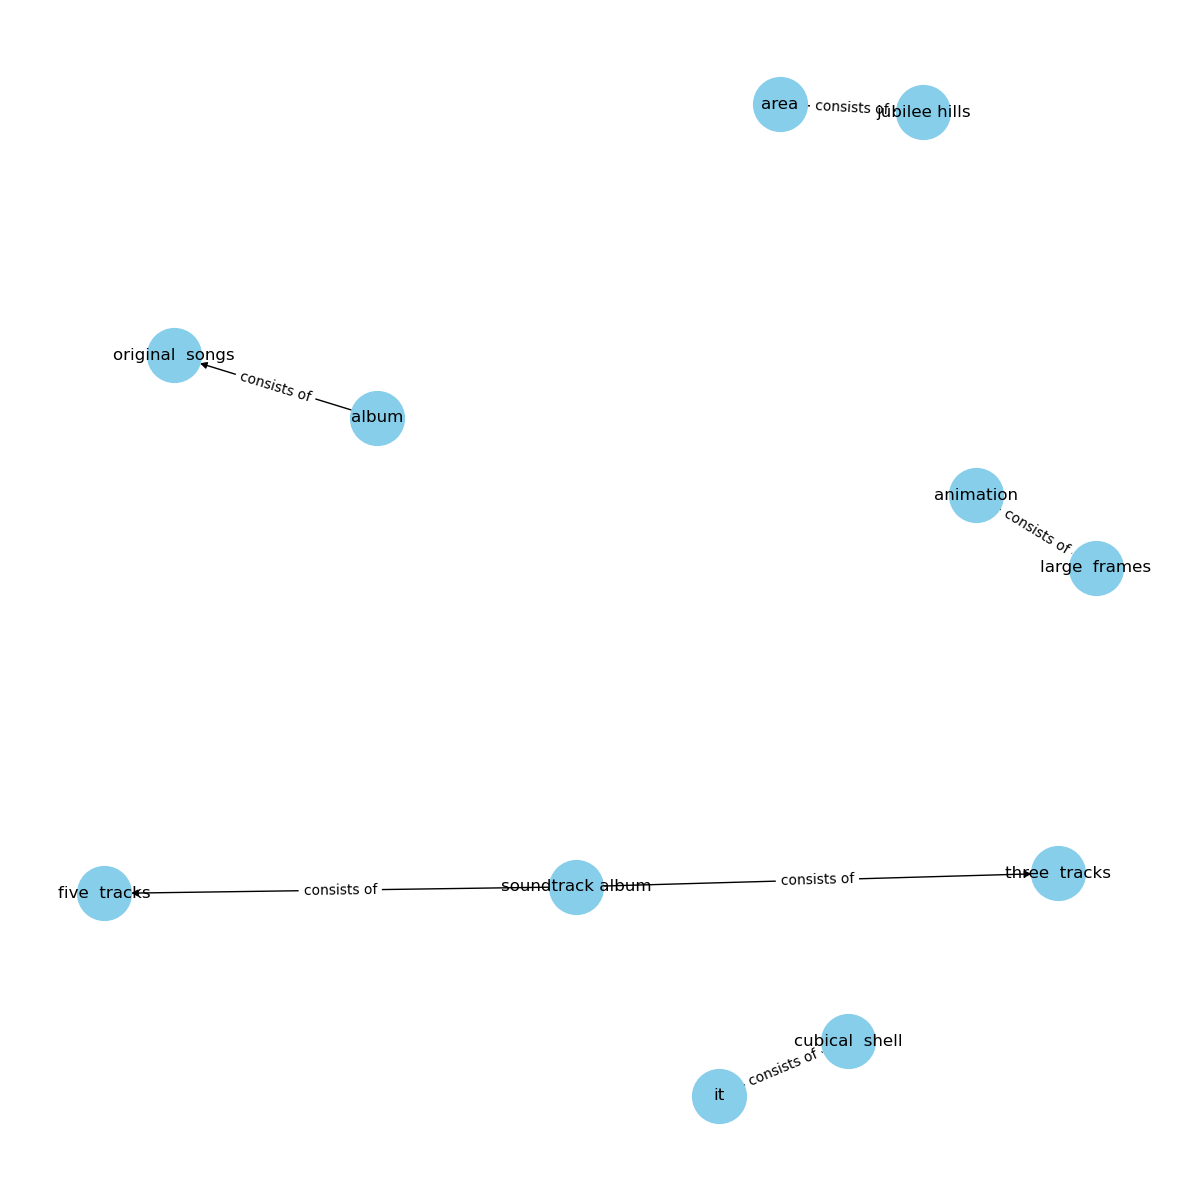 area
consists of
jubilee hills
original  songs
consists of
album
animation
consists of
large  frames
five  tracks
consists of
soundtrack album
consists of
three  tracks
cubical  shell
consists of
it